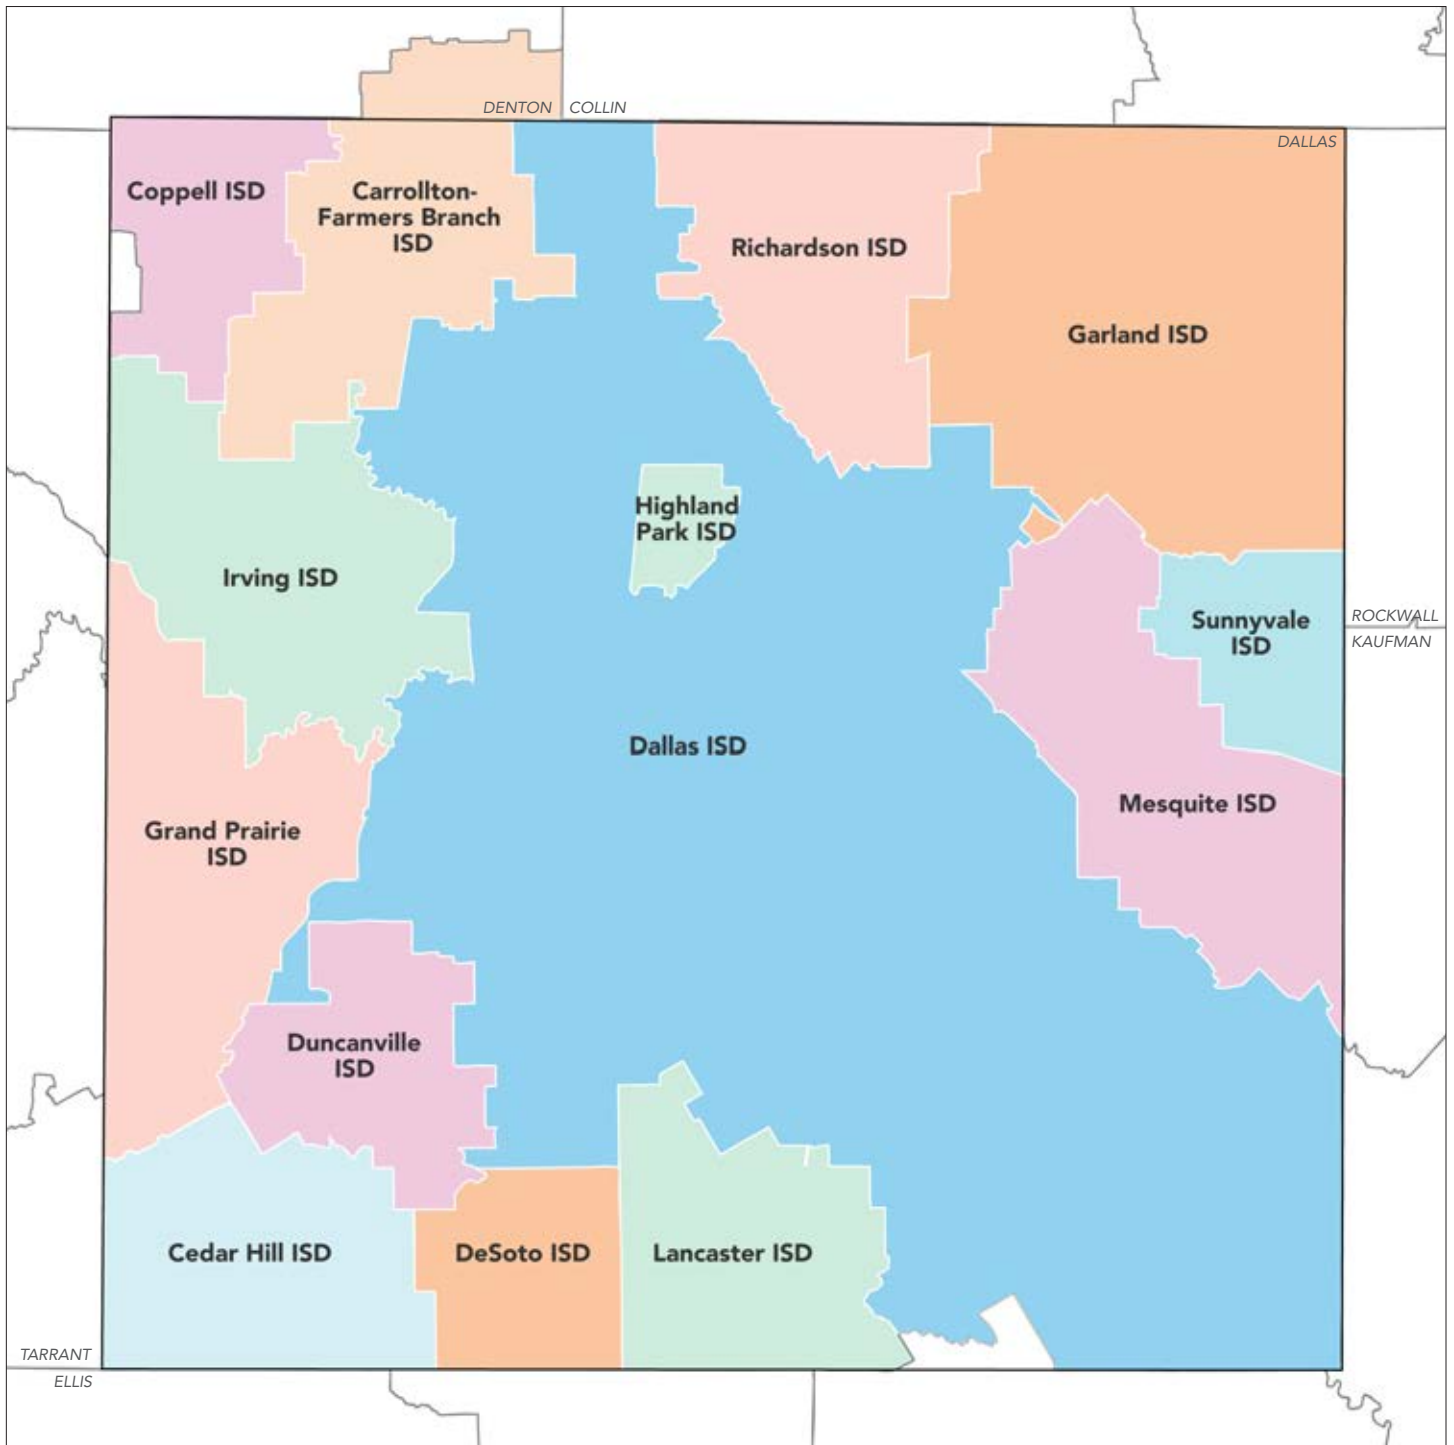 DENTON
COLLIN
DALLAS
Coppell ISD
Carrollton-
Farmers Branch
ISD
Richardson ISD
Garland ISD
Highland
Park ISD
Irving ISD
Sunnyvale
ISD
ROCKWALL
KAUFMAN
Dallas ISD
Mesquite ISD
Grand Prairie
ISD
Duncanville
ISD
Cedar Hill ISD
DeSoto ISD
Lancaster ISD
TARRANT
ELLIS